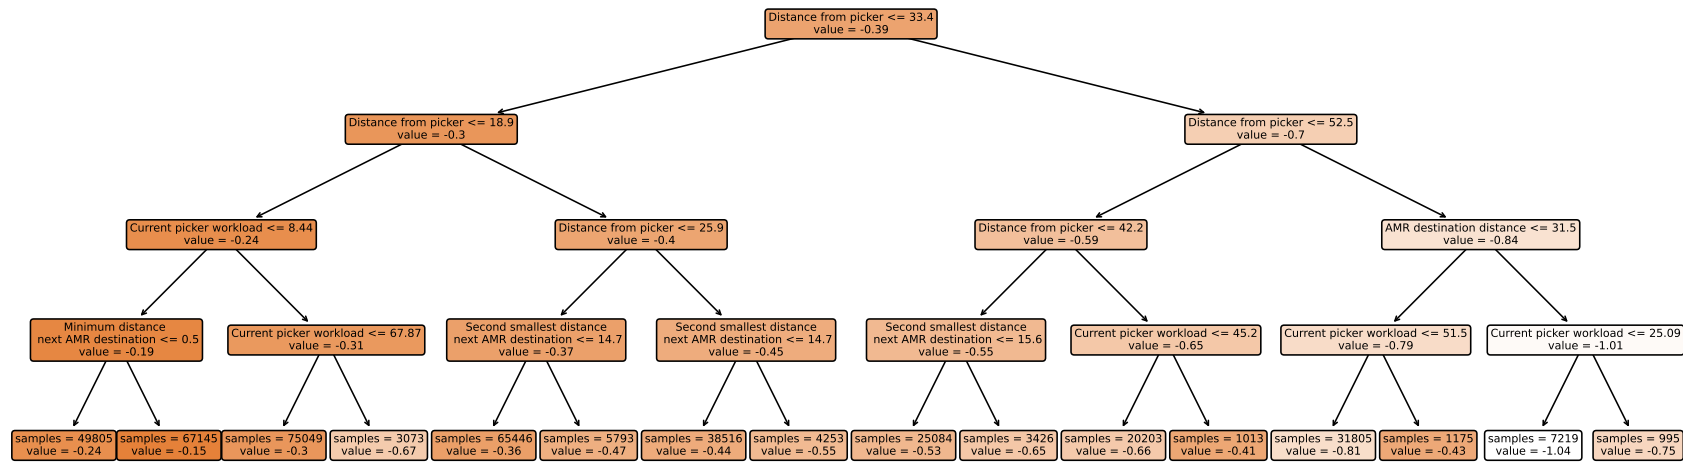 Distance from picker <= 33.4
value = -0.39
Distance from picker <= 18.9
value = -0.3
Distance from picker <= 52.5
value = -0.7
Current picker workload <= 8.44
value = -0.24
Distance from picker <= 25.9
value = -0.4
Distance from picker <= 42.2
value = -0.59
AMR destination distance <= 31.5
value = -0.84
Minimum distance
next AMR destination <= 0.5
value = -0.19
Current picker workload <= 67.87
value = -0.31
Second smallest distance
next AMR destination <= 14.7
value = -0.37
Second smallest distance
next AMR destination <= 14.7
value = -0.45
Second smallest distance
next AMR destination <= 15.6
value = -0.55
Current picker workload <= 45.2
value = -0.65
Current picker workload <= 51.5
value = -0.79
Current picker workload <= 25.09
value = -1.01
samples = 49805
value = -0.24
samples = 67145
value = -0.15
samples = 75049
value = -0.3
samples = 3073
value = -0.67
samples = 65446
value = -0.36
samples = 5793
value = -0.47
samples = 38516
value = -0.44
samples = 4253
value = -0.55
samples = 25084
value = -0.53
samples = 3426
value = -0.65
samples = 20203
value = -0.66
samples = 1013
value = -0.41
samples = 31805
value = -0.81
samples = 1175
value = -0.43
samples = 7219
value = -1.04
samples = 995
value = -0.75